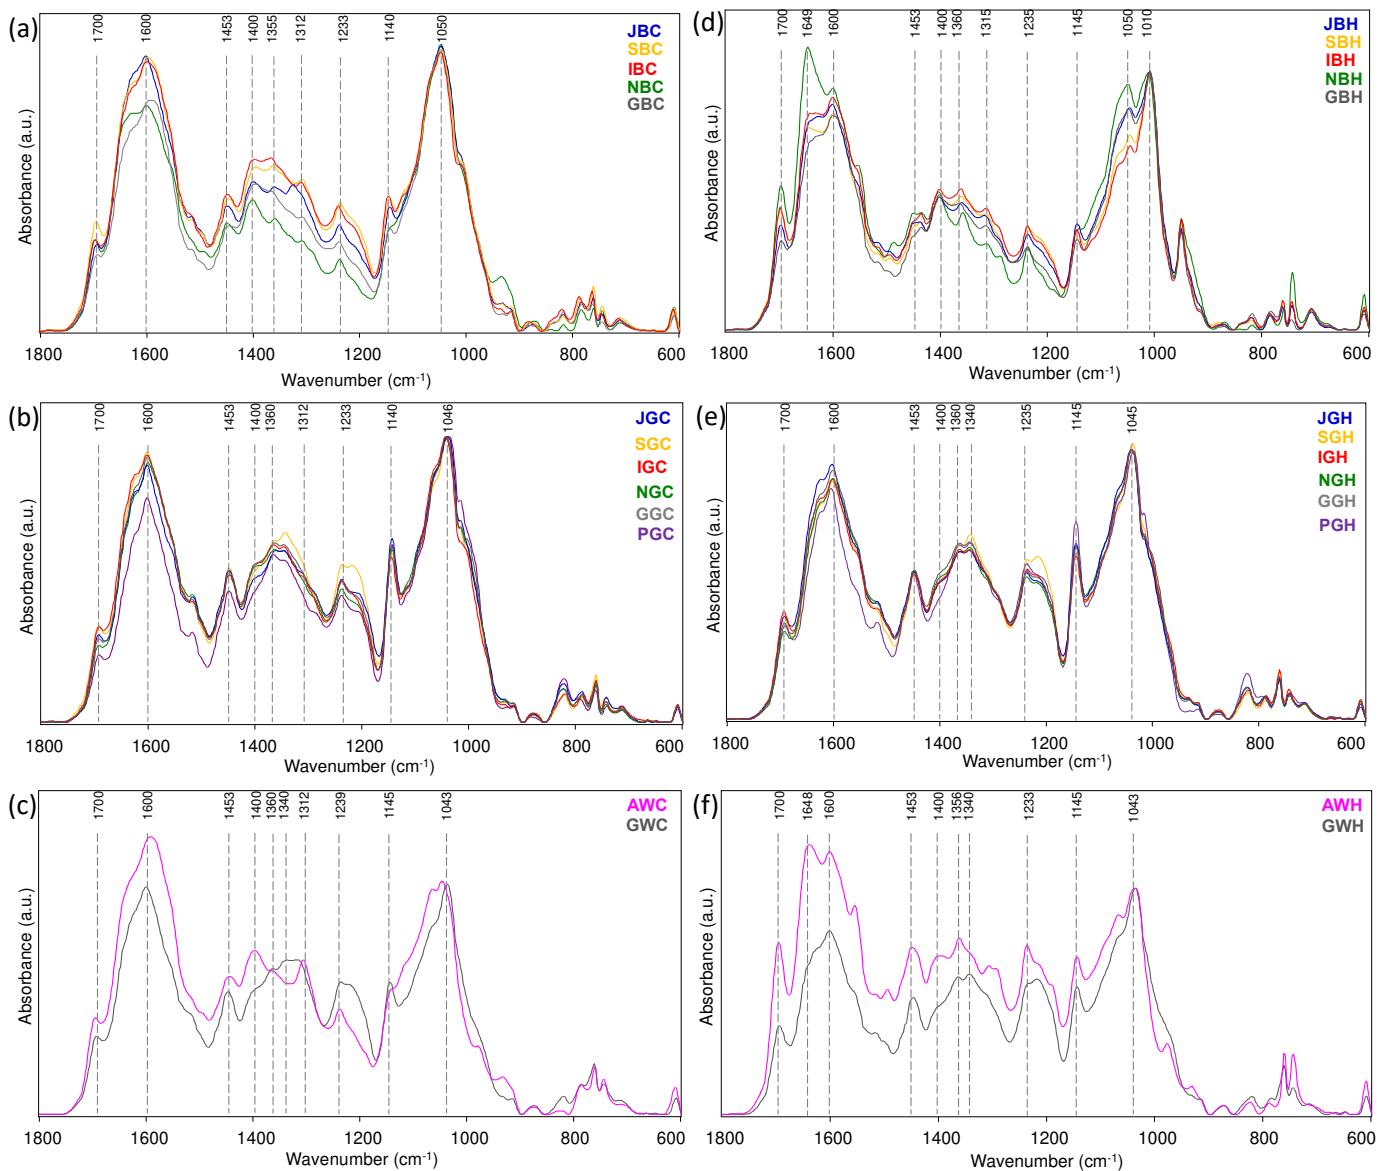 (a)
1700 1600 1453 1400 1355 1312 1233 1140 1050
JBC
SBC
IBC
NBC
GBC
Absorbance (a.u.)
1800 1600 1400 1200 1000 800 600
Wavenumber (cm-1)
(d)
1700 1649 1600 1453 1400 1360 1315 1235 1145 1050 1010
JBH
SBH
IBH
NBH
GBH
Absorbance (a.u.)
1800 1600 1400 1200 1000 800 600
Wavenumber (cm-1)
(b)
1700 1600 1453 1400 1360 1312 1233 1140 1046
JGC
SGC
IGC
NGC
GGC
PGC
Absorbance (a.u.)
1800 1600 1400 1200 1000 800 600
Wavenumber (cm-1)
(e)
1700 1600 1453 1400 1360 1340 1235 1145 1045
JGH
SGH
IGH
NGH
GGH
PGH
Absorbance (a.u.)
1800 1600 1400 1200 1000 800 600
Wavenumber (cm-1)
(c)
1700 1600 1453 1400 1360 1340 1312 1239 1145 1043
AWC
GWC
Absorbance (a.u.)
1800 1600 1400 1200 1000 800 600
Wavenumber (cm-1)
(f)
1700 1648 1600 1453 1400 1356 1340 1233 1145 1043
AWH
GWH
Absorbance (a.u.)
1800 1600 1400 1200 1000 800 600
Wavenumber (cm-1)